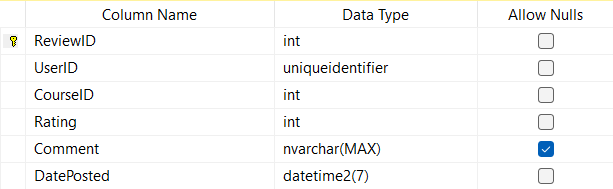 Column Name Data Type Allow Nulls
ReviewID int
UserID uniqueidentifier
CourseID int
Rating int
Comment nvarchar(MAX)
DatePosted datetime2(7)